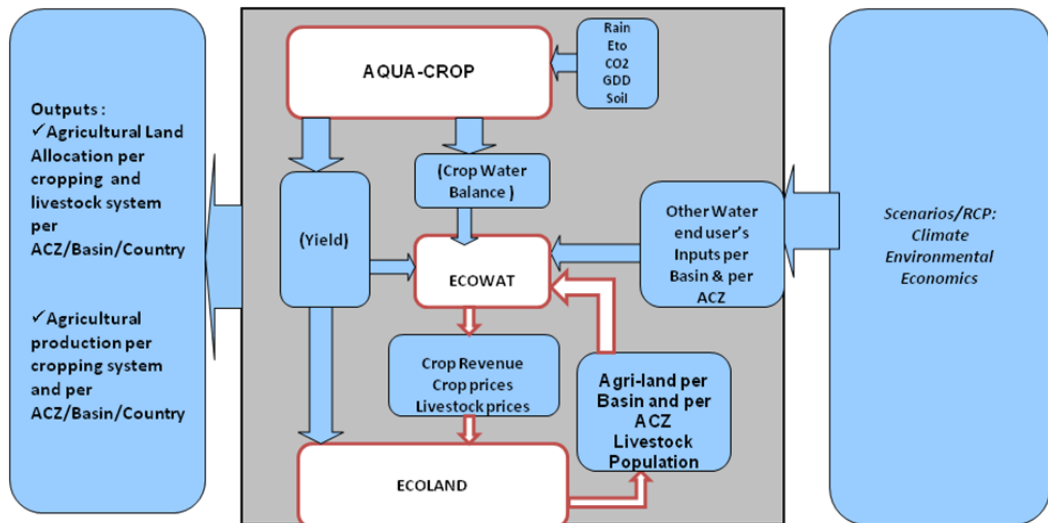 Outputs :
✓Agricultural Land
Allocation per
cropping and
livestock system
per
ACZ/Basin/Country
✓Agricultural
production per
cropping system
and per
ACZ/Basin/Country
AQUA-CROP
Rain
Eto
CO2
GDD
Soil
(Yield)
(Crop Water
Balance )
ECOWAT
Other Water
end user's
Inputs per
Basin & per
ACZ
Crop Revenue
Crop prices
Livestock prices
Agri-land per
Basin and per
ACZ
Livestock
Population
ECOLAND
Scenarios/RCP:
Climate
Environmental
Economics